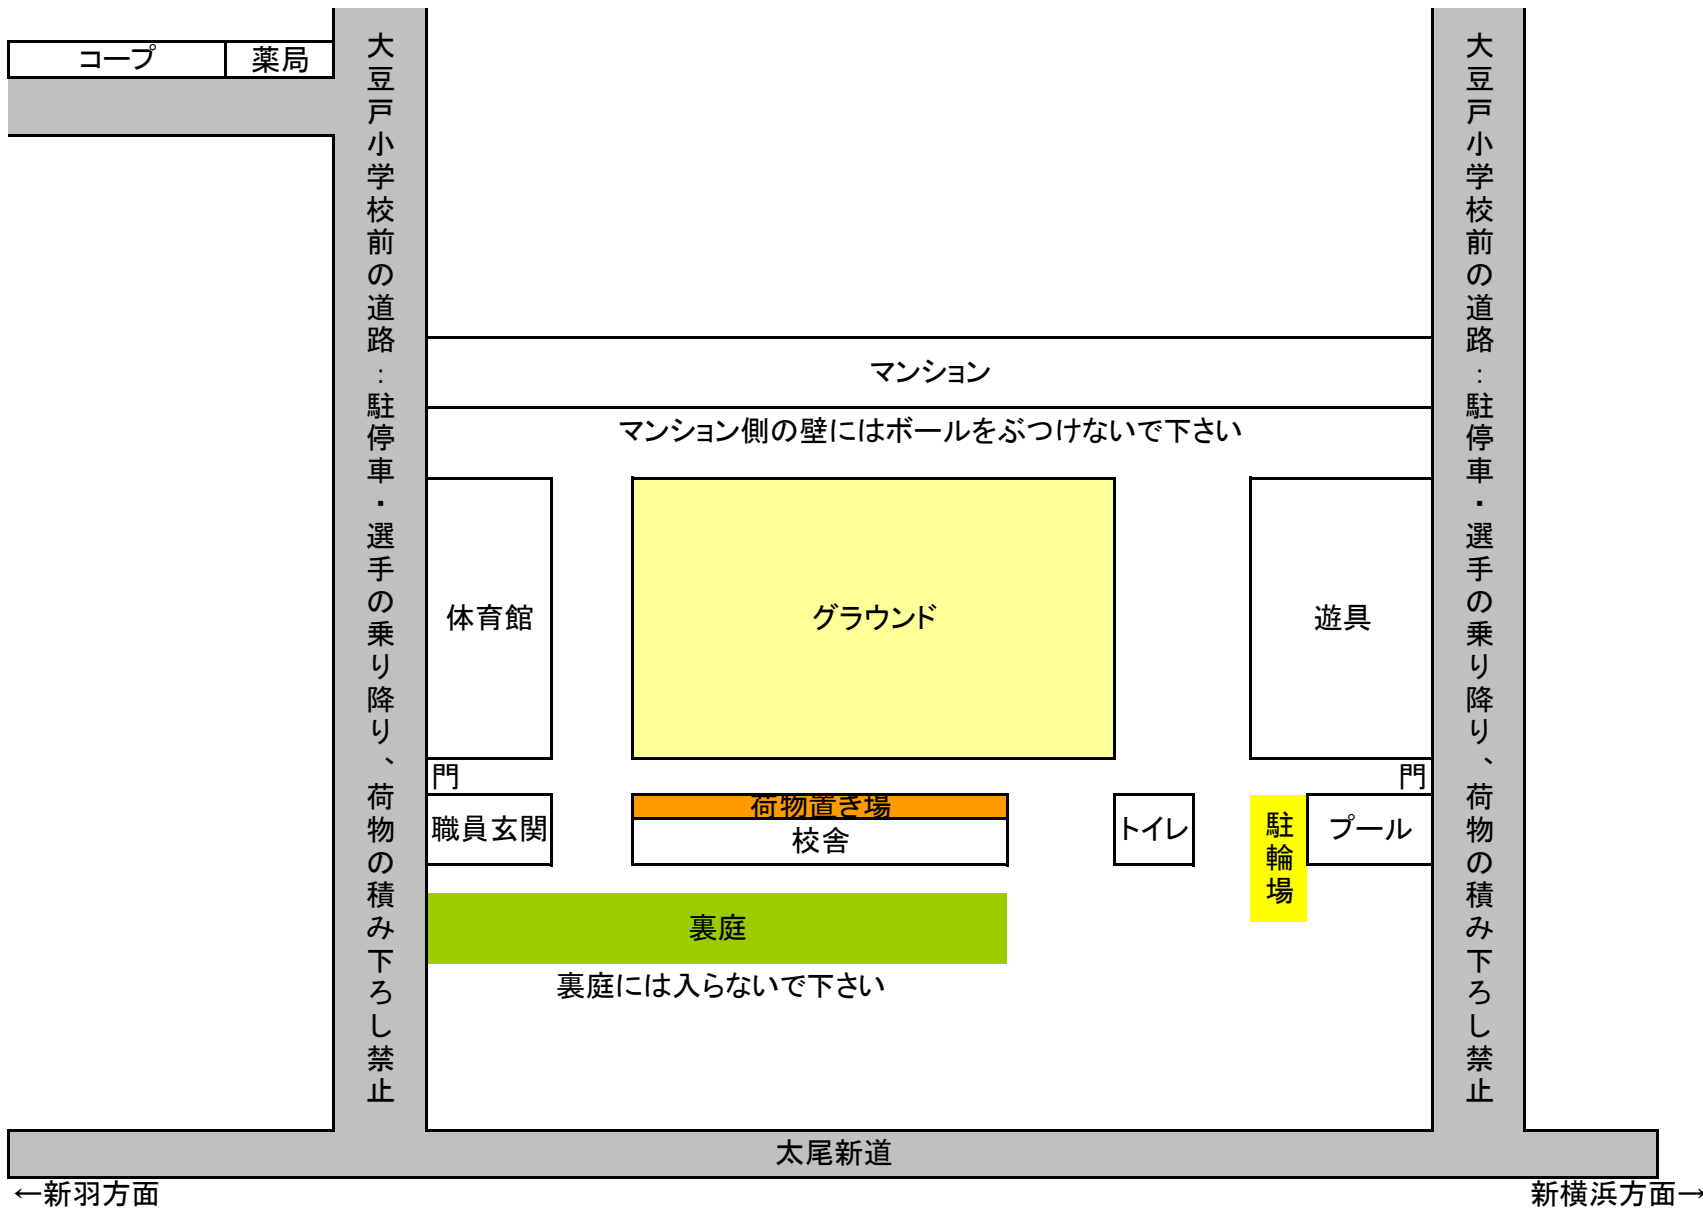 コープ
薬局
大豆戸小学校前の道路：駐停車・選手の乗り降り、荷物の積み下ろし禁止
大豆戸小学校前の道路：駐停車・選手の乗り降り、荷物の積み下ろし禁止
マンション
マンション側の壁にはボールをぶつけないで下さい
体育館
グラウンド
遊具
門
門
職員玄関
荷物置き場
校舎
トイレ
駐輪場
プール
裏庭
裏庭には入らないで下さい
太尾新道
←新羽方面
新横浜方面→